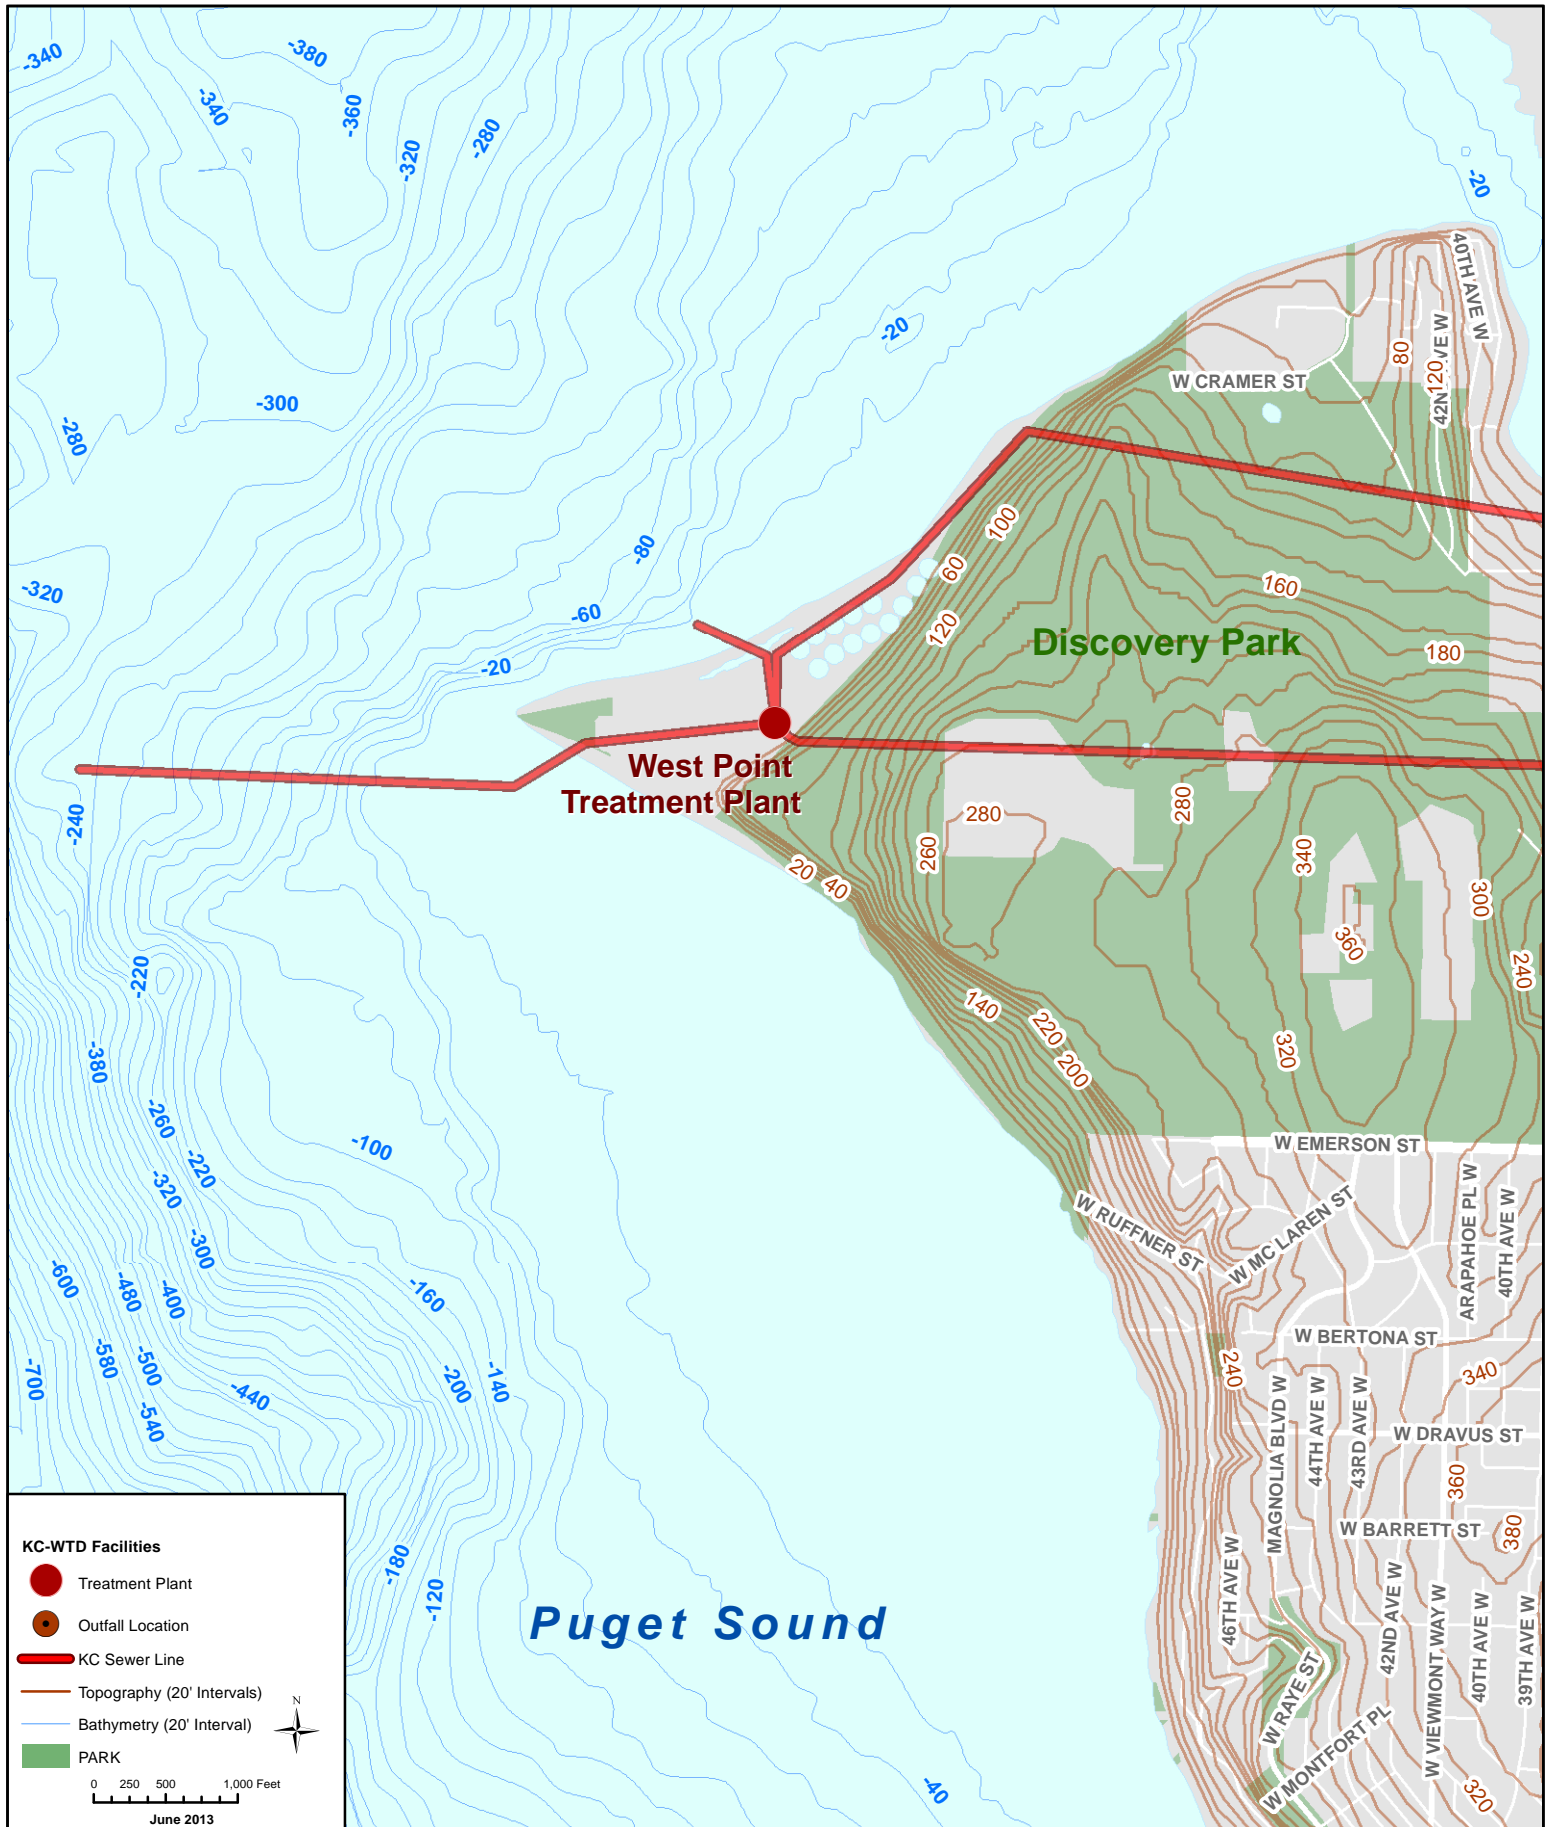 -340
-380
-340
-360
-320
-280
-20
40TH AVE W
-20
80
42ND AVE W
120
W CRAMER ST
-300
-280
100
-80
60
160
-320
-60
120
Discovery Park
180
-20
West Point
Treatment Plant
-240
280
280
260
340
20
40
300
360
-220
240
140
220
200
320
-380
-260
-100
-220
-320
W EMERSON ST
W RUFFNER ST
W MC LAREN ST
ARAPAHOE PL W
40TH AVE W
-300
-600
-480
-400
-160
W BERTONA ST
-580
-500
-700
-440
-540
-200
-140
240
340
MAGNOLIA BLVD W
44TH AVE W
43RD AVE W
W DRAVUS ST
360
W BARRETT ST
380
-180
-120
46TH AVE W
42ND AVE W
W VIEWMONT WAY W
40TH AVE W
39TH AVE W
Puget Sound
W RAYE ST
W MONTFORT PL
-40
320
KC-WTD Facilities
Treatment Plant
Outfall Location
KC Sewer Line
Topography (20' Intervals)
Bathymetry (20' Interval)
N
PARK
0 250 500 1,000 Feet
June 2013